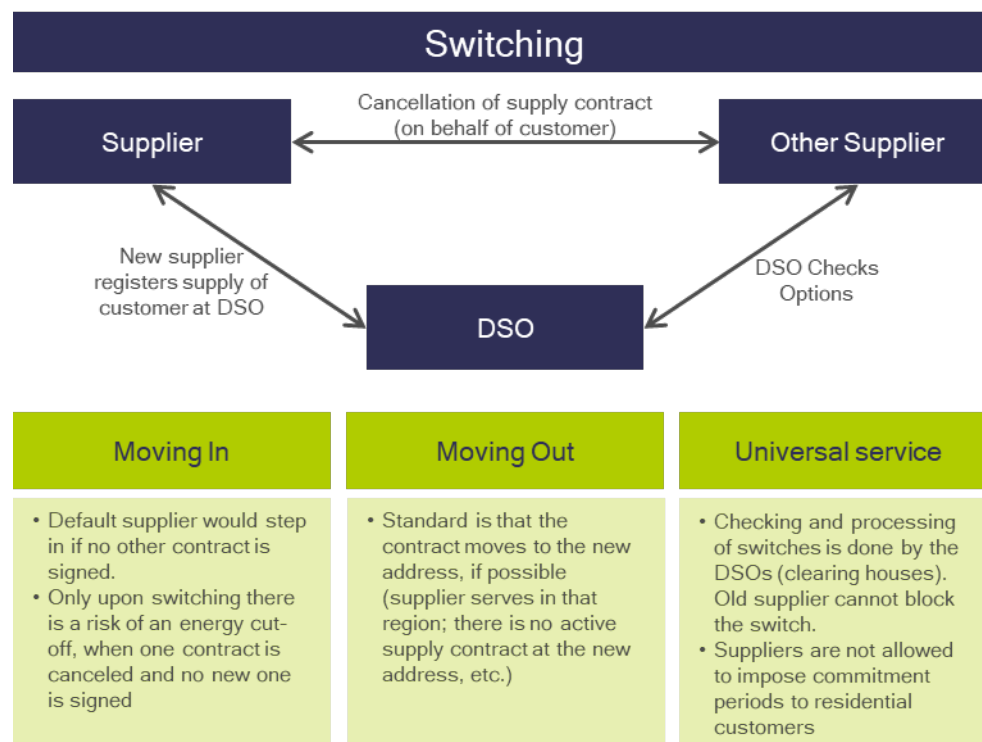 Switching
Cancellation of supply contract
(on behalf of customer)
Supplier
Other Supplier
New supplier
registers supply of
customer at DSO
DSO Checks
Options
DSO
Moving In
• Default supplier would step
in if no other contract is
signed.
• Only upon switching there
is a risk of an energy cut-
off, when one contract is
canceled and no new one
is signed
Moving Out
• Standard is that the
contract moves to the new
address, if possible
(supplier serves in that
region; there is no active
supply contract at the new
address, etc.)
Universal service
• Checking and processing
of switches is done by the
DSOs (clearing houses).
Old supplier cannot block
the switch.
• Suppliers are not allowed
to impose commitment
periods to residential
customers